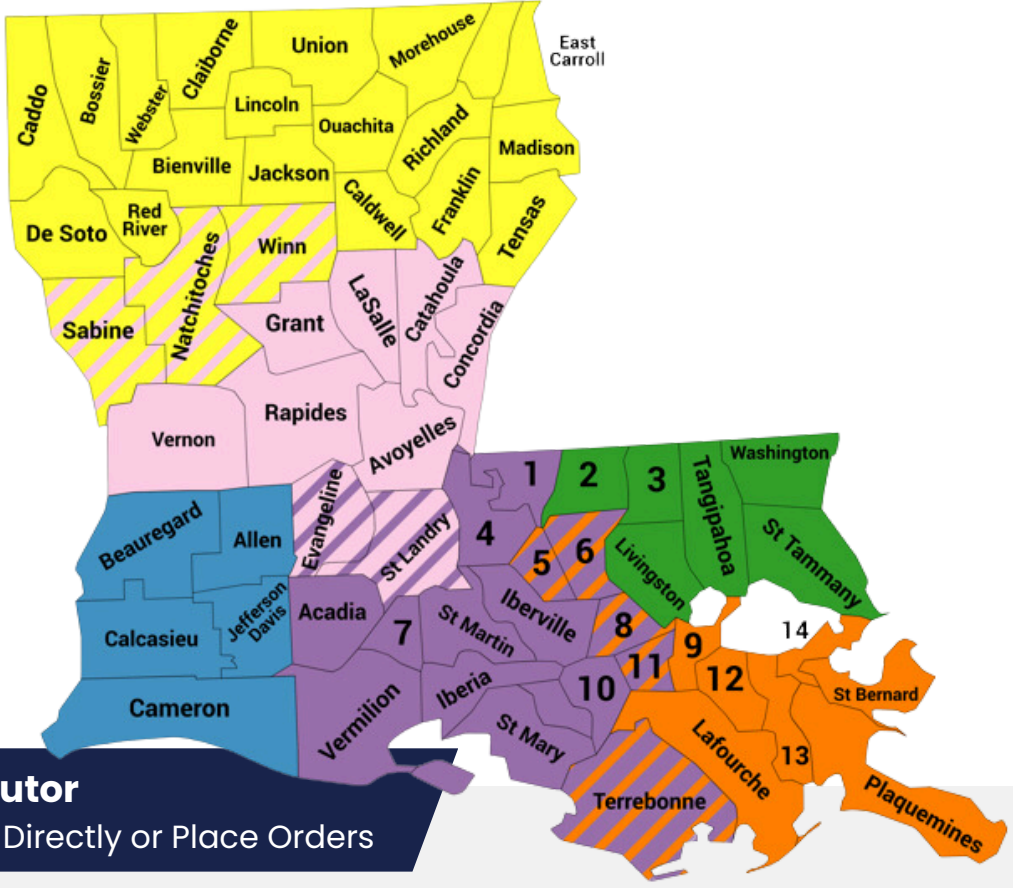 Caddo
Bossier
Webster
Claiborne
Union
Morehouse
East
Carroll
Lincoln
Ouachita
Richland
Madison
Bienville
Jackson
Caldwell
Franklin
Tensas
De Soto
Red
River
Natchitoches
Winn
Sabine
Grant
LaSalle
Catahoula
Concordia
Vernon
Rapides
Avoyelles
Beauregard
Allen
Evangeline
St Landry
1
2
3
Tangipahoa
Washington
4
5
6
Livingston
St Tammany
Calcasieu
Jefferson
Davis
Acadia
7
St Martin
Iberville
8
9
14
Cameron
Vermilion
Iberia
St Mary
10
11
12
St Bernard
Lafourche
13
Terrebonne
Plaquemines
utor
Directly or Place Orders